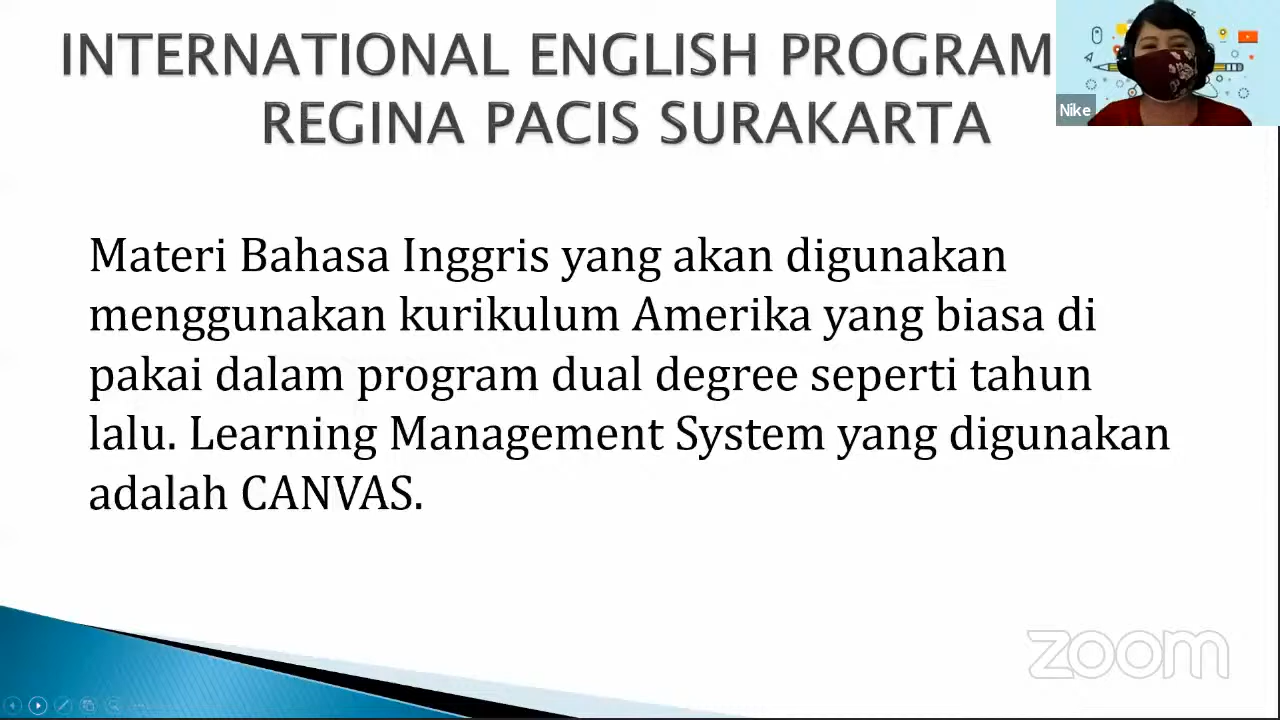 INTERNATIONAL ENGLISH PROGRAM
REGINA PACIS SURAKARTA
Nike
Materi Bahasa Inggris yang akan digunakan
menggunakan kurikulum Amerika yang biasa di
pakai dalam program dual degree seperti tahun
lalu. Learning Management System yang digunakan
adalah CANVAS.
zoom